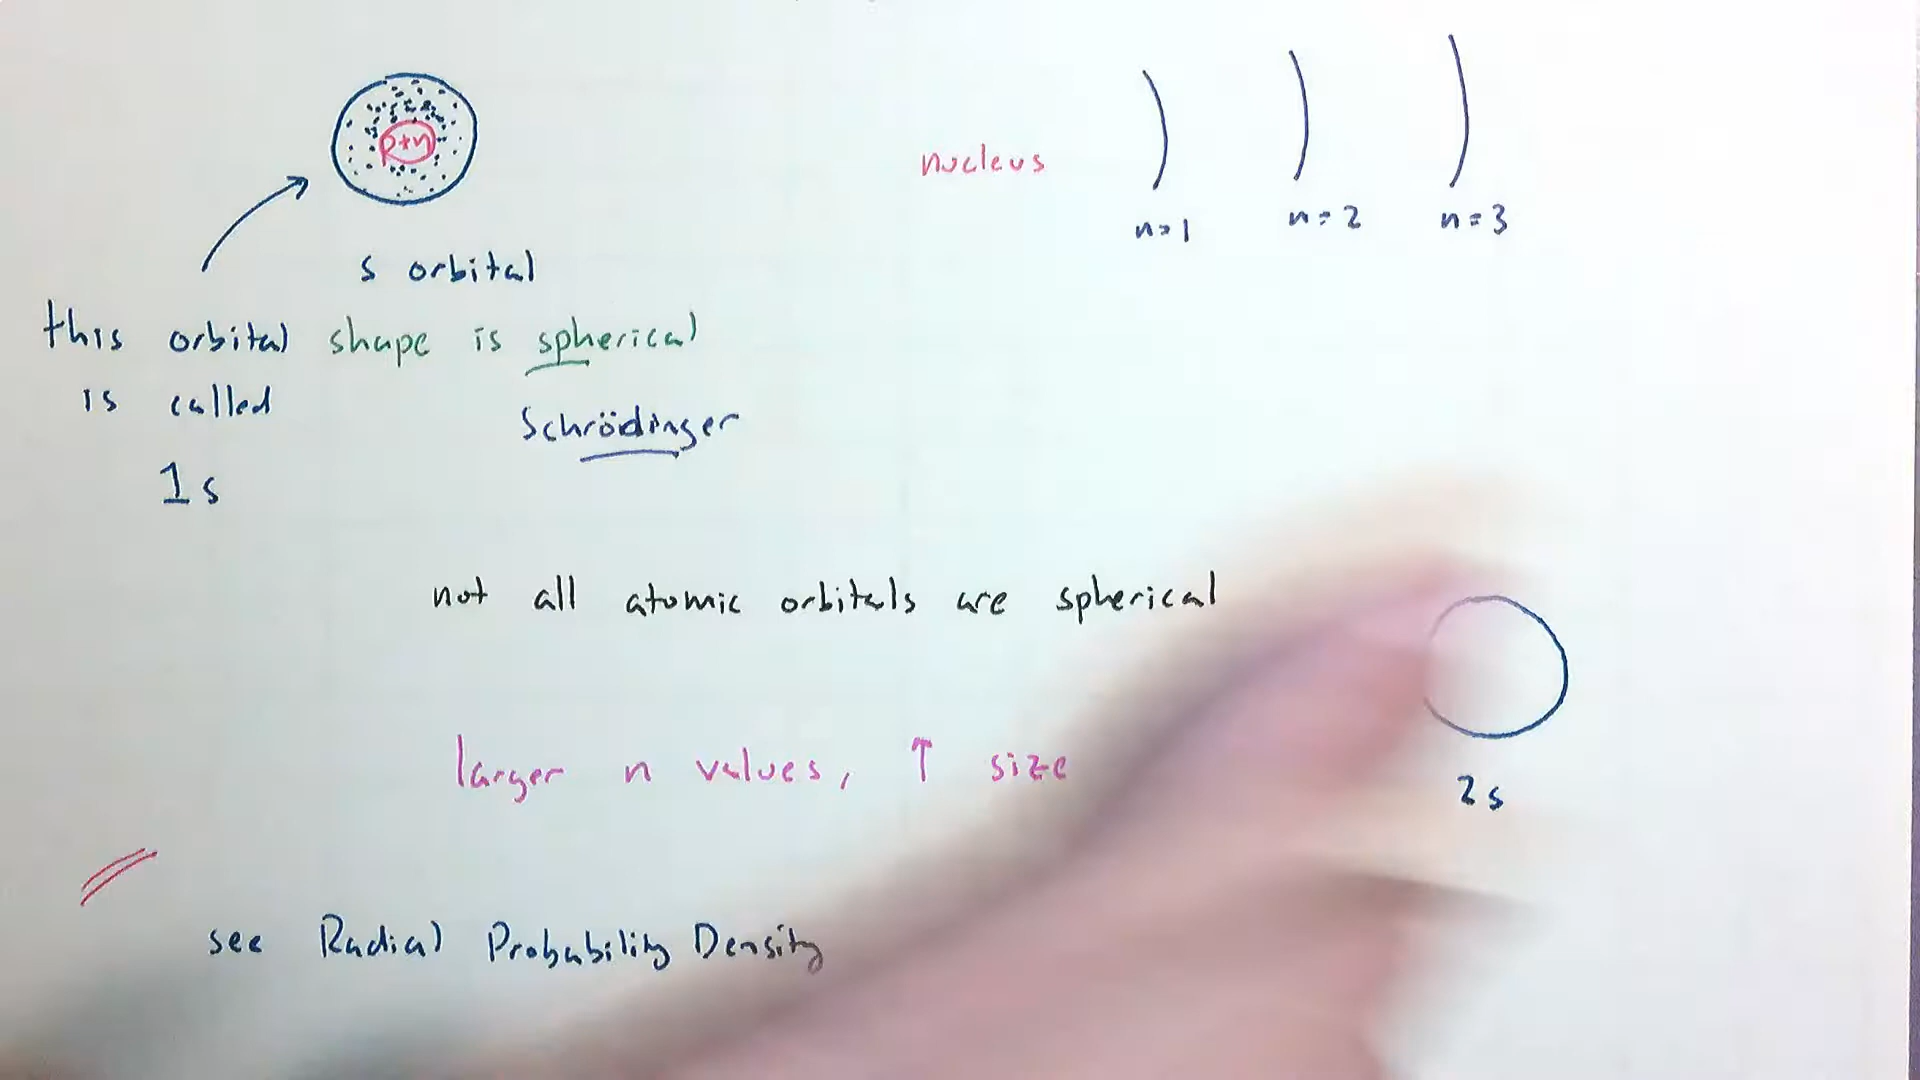 p+n
nucleus
n=1
n=2
n=3
s orbital
this orbital shape is spherical
is called
Schrödinger
1s
not all atomic orbitals are spherical
larger n values, ↑ size
2s
see Radial Probability Density